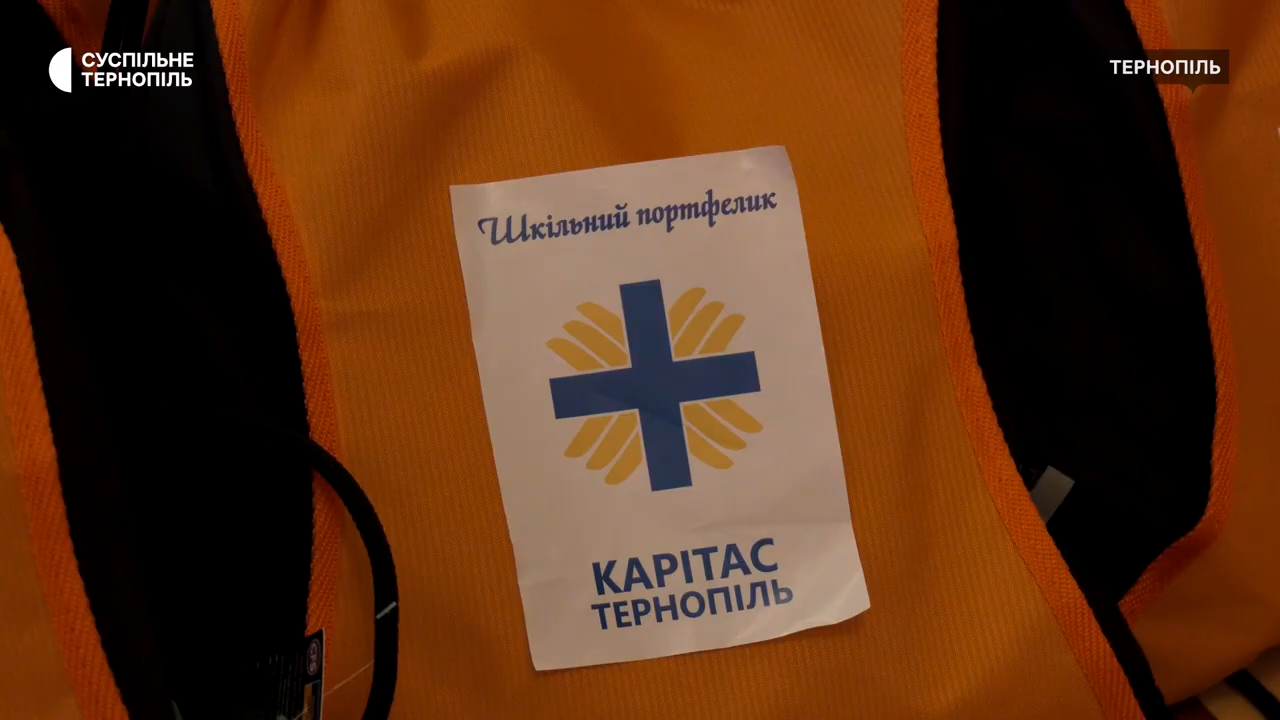 СУСПІЛЬНЕ
ТЕРНОПІЛЬ
ТЕРНОПІЛЬ
Шкільний портфелик
КАРІТАС
ТЕРНОПІЛЬ